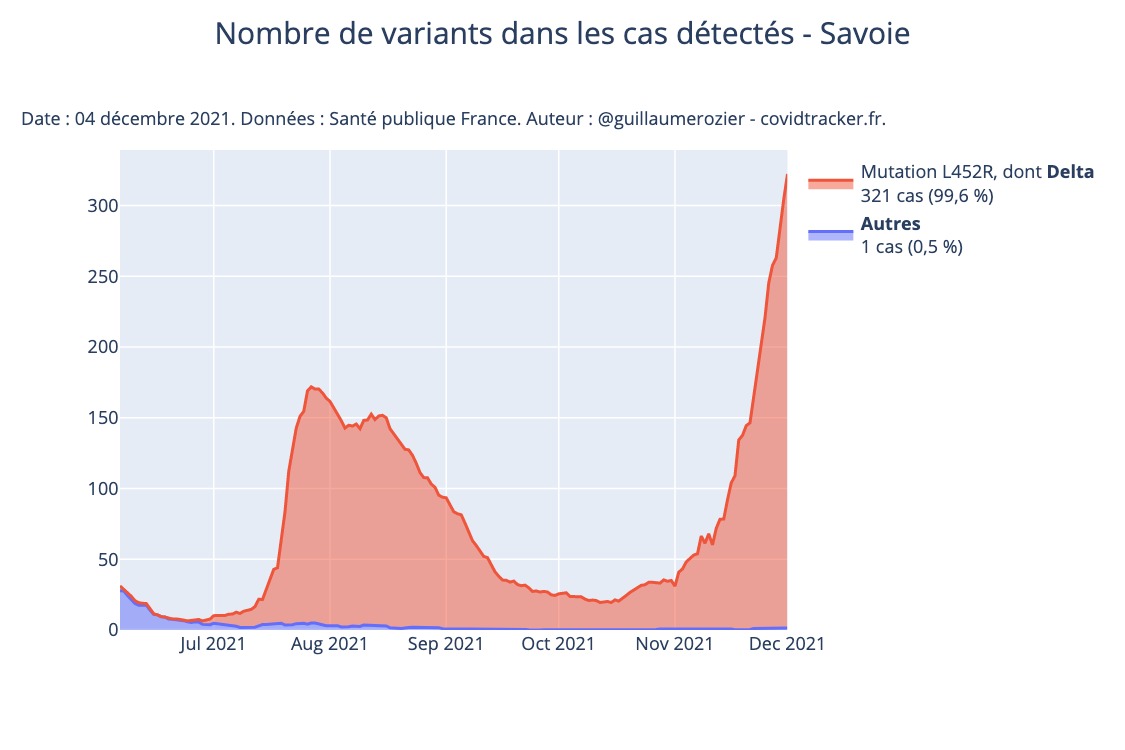 Nombre de variants dans les cas détectés - Savoie
Date : 04 décembre 2021. Données : Santé publique France. Auteur : @guillaumerozier - covidtracker.fr.
Mutation L452R, dont Delta
321 cas (99,6 %)
Autres
1 cas (0,5 %)
300
250
200
150
100
50
0
Jul 2021 Aug 2021 Sep 2021 Oct 2021 Nov 2021 Dec 2021